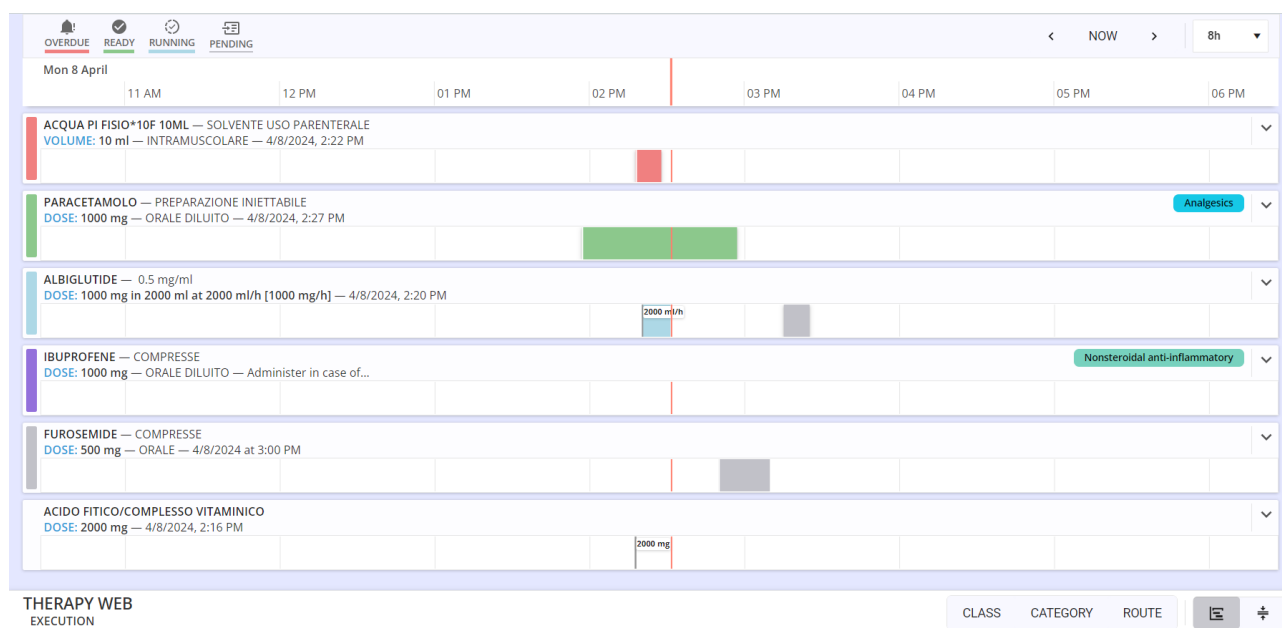 OVERDUE READY RUNNING PENDING
NOW 8h
Mon 8 April
11 AM 12 PM 01 PM 02 PM 03 PM 04 PM 05 PM 06 PM
ACQUA PI FISIO*10F 10ML — SOLVENTE USO PARENTERALE
VOLUME: 10 ml — INTRAMUSCOLARE — 4/8/2024, 2:22 PM
PARACETAMOLO — PREPARAZIONE INIETTABILE Analgesics
DOSE: 1000 mg — ORALE DILUITO — 4/8/2024, 2:27 PM
ALBIGLUTIDE — 0.5 mg/ml
DOSE: 1000 mg in 2000 ml at 2000 ml/h [1000 mg/h] — 4/8/2024, 2:20 PM
2000 ml/h
IBUPROFENE — COMPRESSE Nonsteroidal anti-inflammatory
DOSE: 1000 mg — ORALE DILUITO — Administer in case of...
FUROSEMIDE — COMPRESSE
DOSE: 500 mg — ORALE — 4/8/2024 at 3:00 PM
ACIDO FITICO/COMPLESSO VITAMINICO
DOSE: 2000 mg — 4/8/2024, 2:16 PM
2000 mg
THERAPY WEB
EXECUTION
CLASS CATEGORY ROUTE